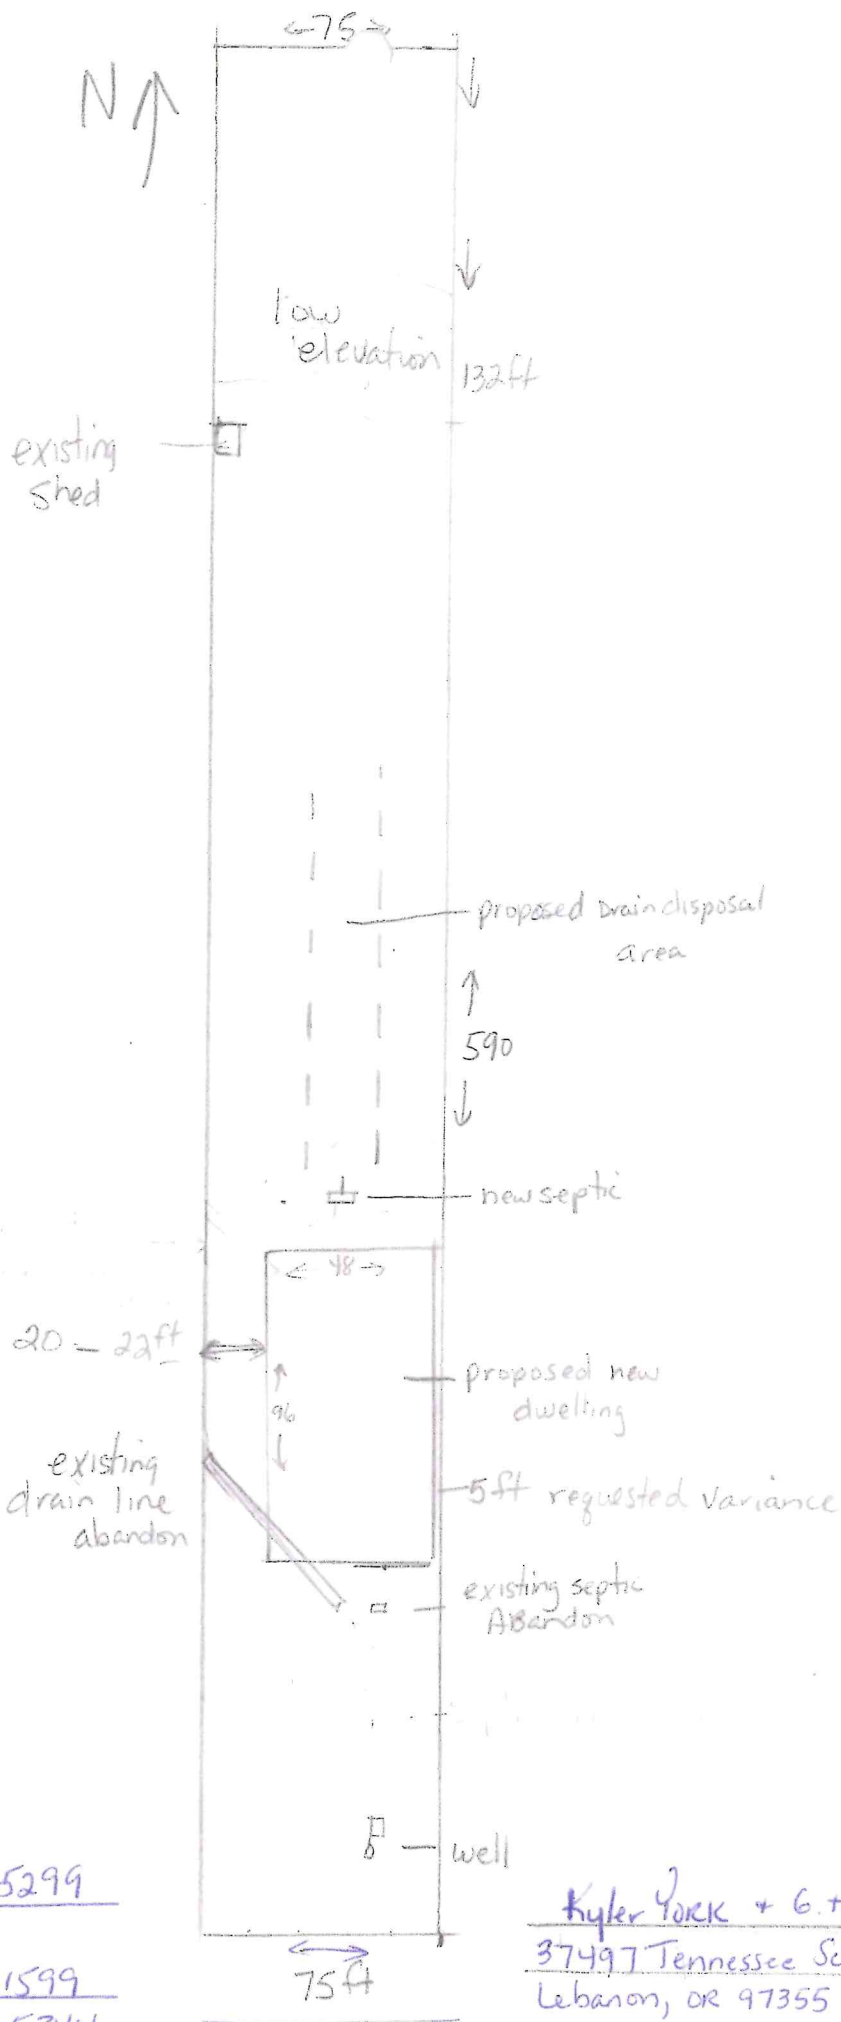 75
N
low
elevation
132ft
existing
shed
proposed Drain disposal
area
590
new septic
48
20 - 22ft
96
proposed new
dwelling
existing
drain line
abandon
5ft requested variance
existing septic
ABandon
well
5299
75ft
1599
Kyler YORK + G.
37497 Tennessee
Lebanon, OR 97355